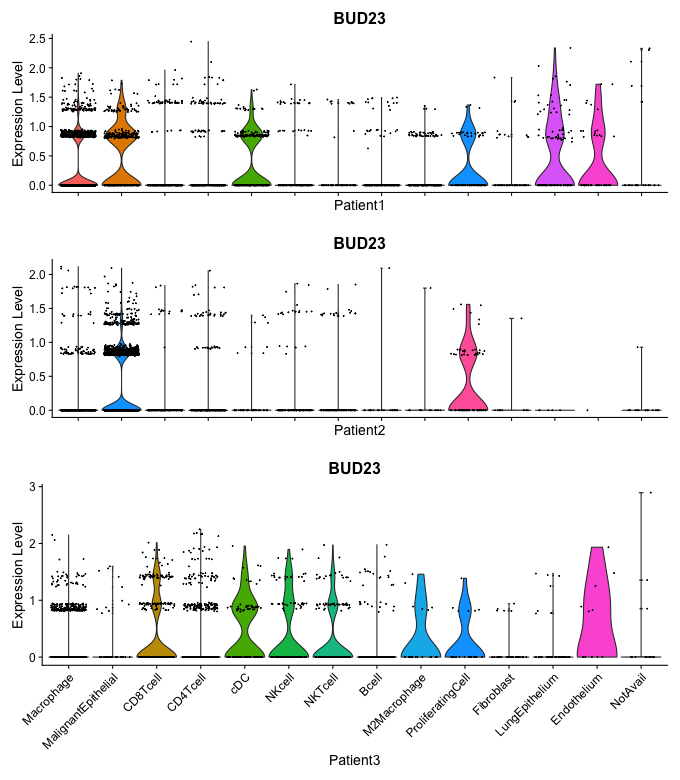 BUD23
Expression Level
2.5
2.0
1.5
1.0
0.5
0.0
Patient1
BUD23
Expression Level
2.0
1.5
1.0
0.5
0.0
Patient2
BUD23
Expression Level
3
2
1
0
Macrophage
MalignantEpithelial
CD8Tcell
CD4Tcell
cDC
NKcell
NKTcell
Bcell
M2Macrophage
ProliferatingCell
Fibroblast
LungEpithelium
Endothelium
NotAvail
Patient3